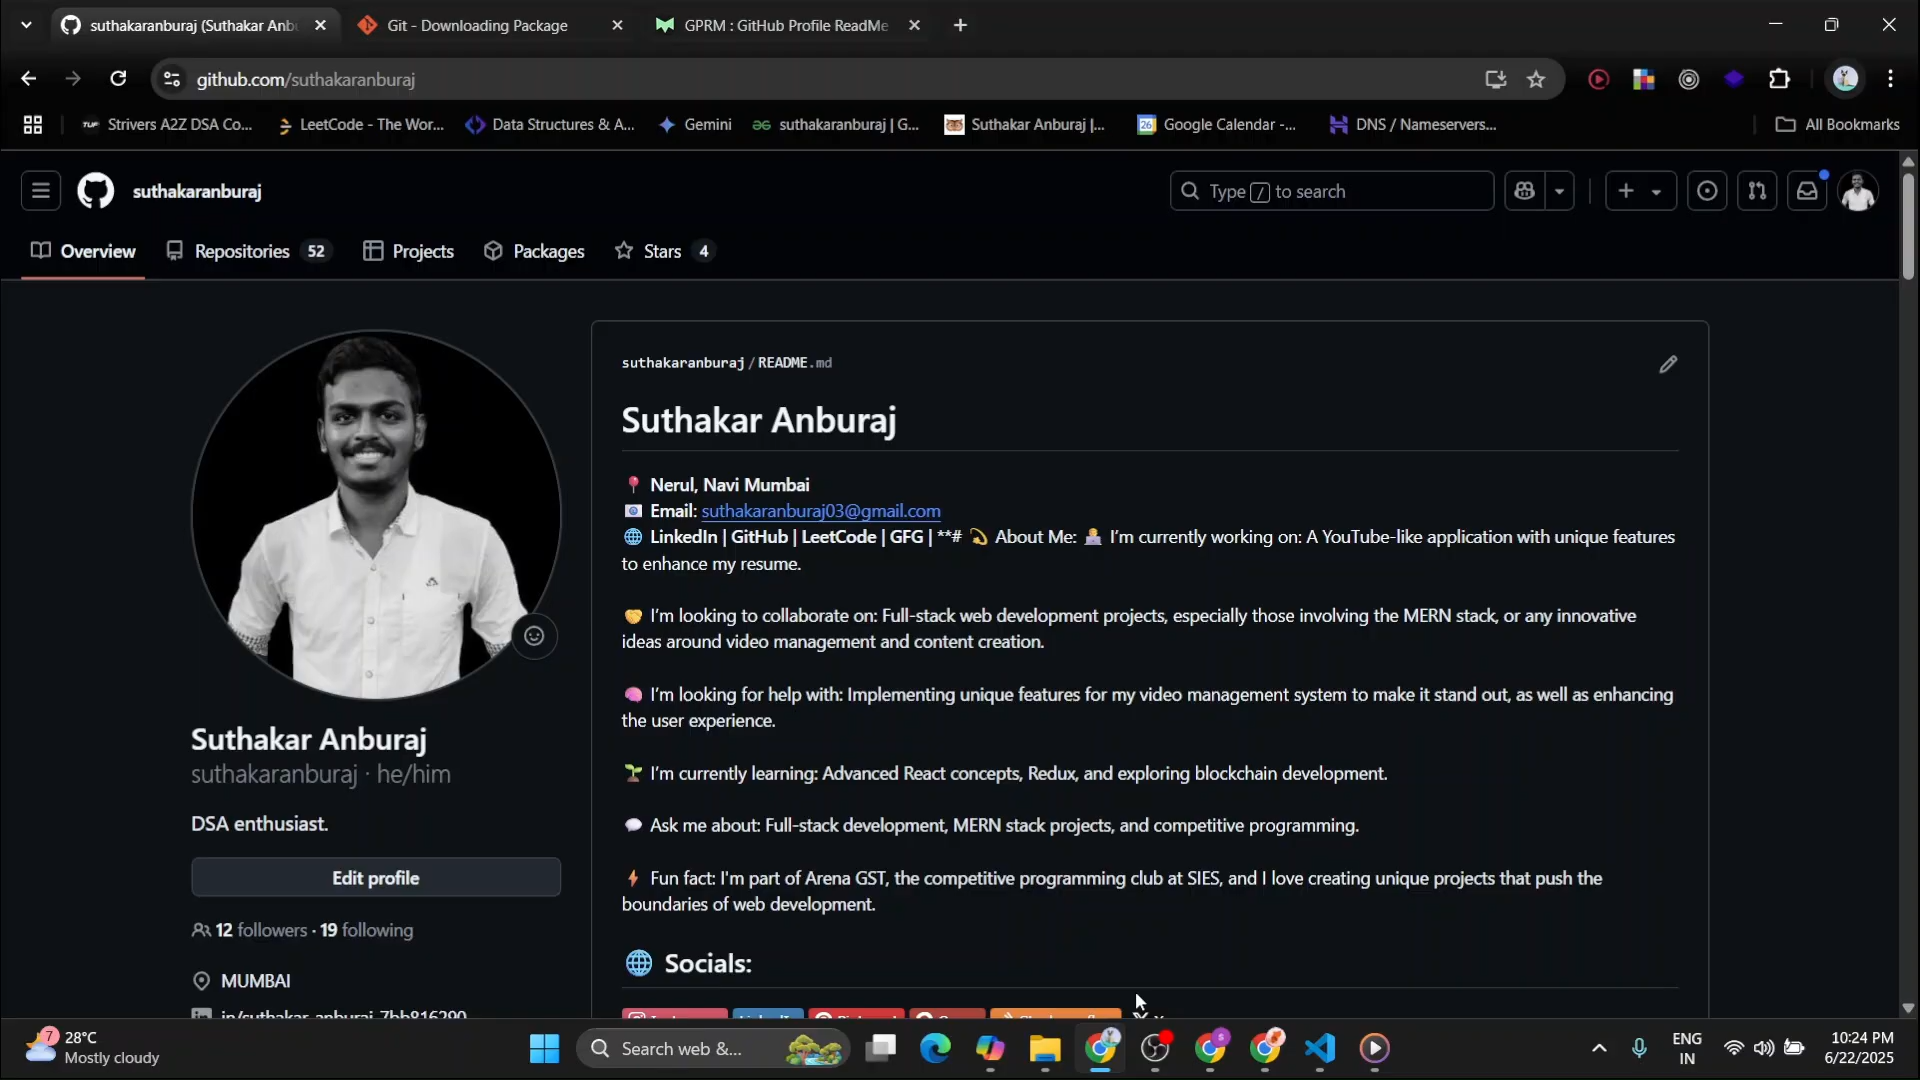 suthakaranburaj (Suthakar Anb
Git - Downloading Package
GPRM : GitHub Profile ReadMe
github.com/suthakaranburaj
Strivers A2Z DSA Co...
LeetCode - The Wor...
Data Structures & A...
Gemini
suthakaranburaj | G...
Suthakar Anburaj |...
26
Google Calendar -...
DNS / Nameservers...
All Bookmarks
suthakaranburaj
Type / to search
Overview
Repositories 52
Projects
Packages
Stars 4
suthakaranburaj/README.md
Suthakar Anburaj
Nerul, Navi Mumbai
Email: suthakaranburaj03@gmail.com
LinkedIn | GitHub | LeetCode | GFG | **# 💫 About Me: 🧑‍💻 I'm currently working on: A YouTube-like application with unique features
to enhance my resume.
I'm looking to collaborate on: Full-stack web development projects, especially those involving the MERN stack, or any innovative
ideas around video management and content creation.
I'm looking for help with: Implementing unique features for my video management system to make it stand out, as well as enhancing
the user experience.
I'm currently learning: Advanced React concepts, Redux, and exploring blockchain development.
Ask me about: Full-stack development, MERN stack projects, and competitive programming.
Fun fact: I'm part of Arena GST, the competitive programming club at SIES, and I love creating unique projects that push the
boundaries of web development.
Socials:
Suthakar Anburaj
suthakaranburaj · he/him
DSA enthusiast.
Edit profile
12 followers · 19 following
MUMBAI
in/suthakar-anburaj-7bb816290
7
28°C
Mostly cloudy
Search web &...
ENG
IN
10:24 PM
6/22/2025